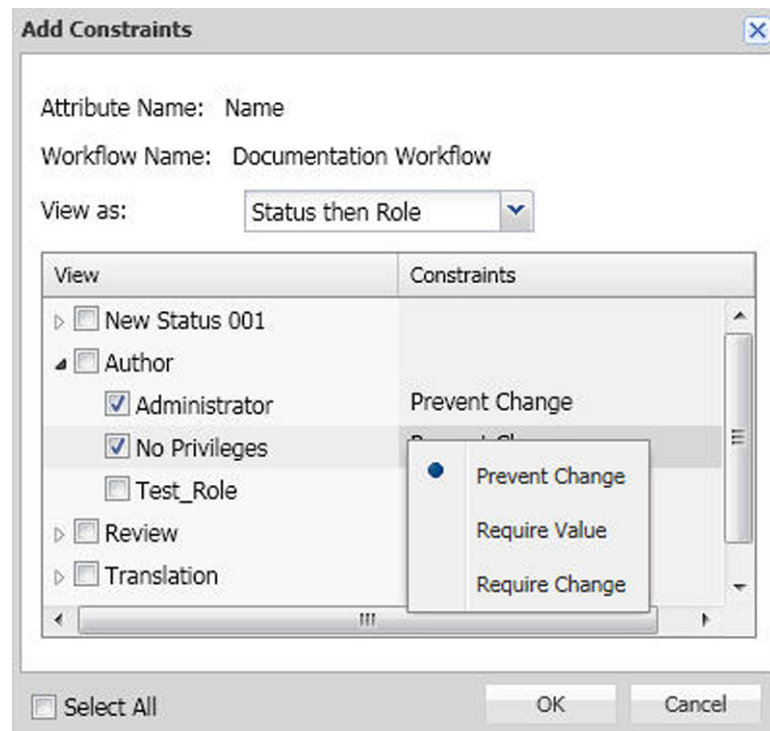 Add Constraints
Attribute Name: Name
Workflow Name: Documentation Workflow
View as: Status then Role
View Constraints
New Status 001
Author
Administrator Prevent Change
No Privileges
Prevent Change
Test_Role
Require Value
Review
Translation
Require Change
Select All OK Cancel